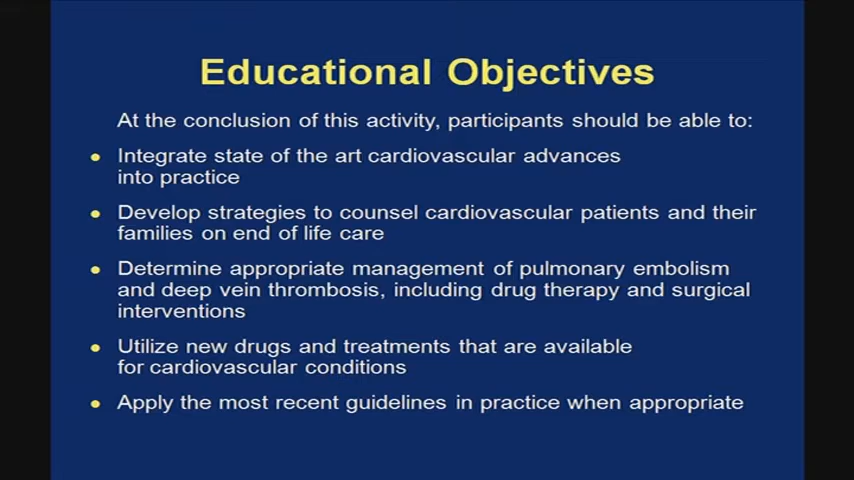 Educational Objectives
At the conclusion of this activity, participants should be able to:
• Integrate state of the art cardiovascular advances
into practice
• Develop strategies to counsel cardiovascular patients and their
families on end of life care
• Determine appropriate management of pulmonary embolism
and deep vein thrombosis, including drug therapy and surgical
interventions
• Utilize new drugs and treatments that are available
for cardiovascular conditions
• Apply the most recent guidelines in practice when appropriate